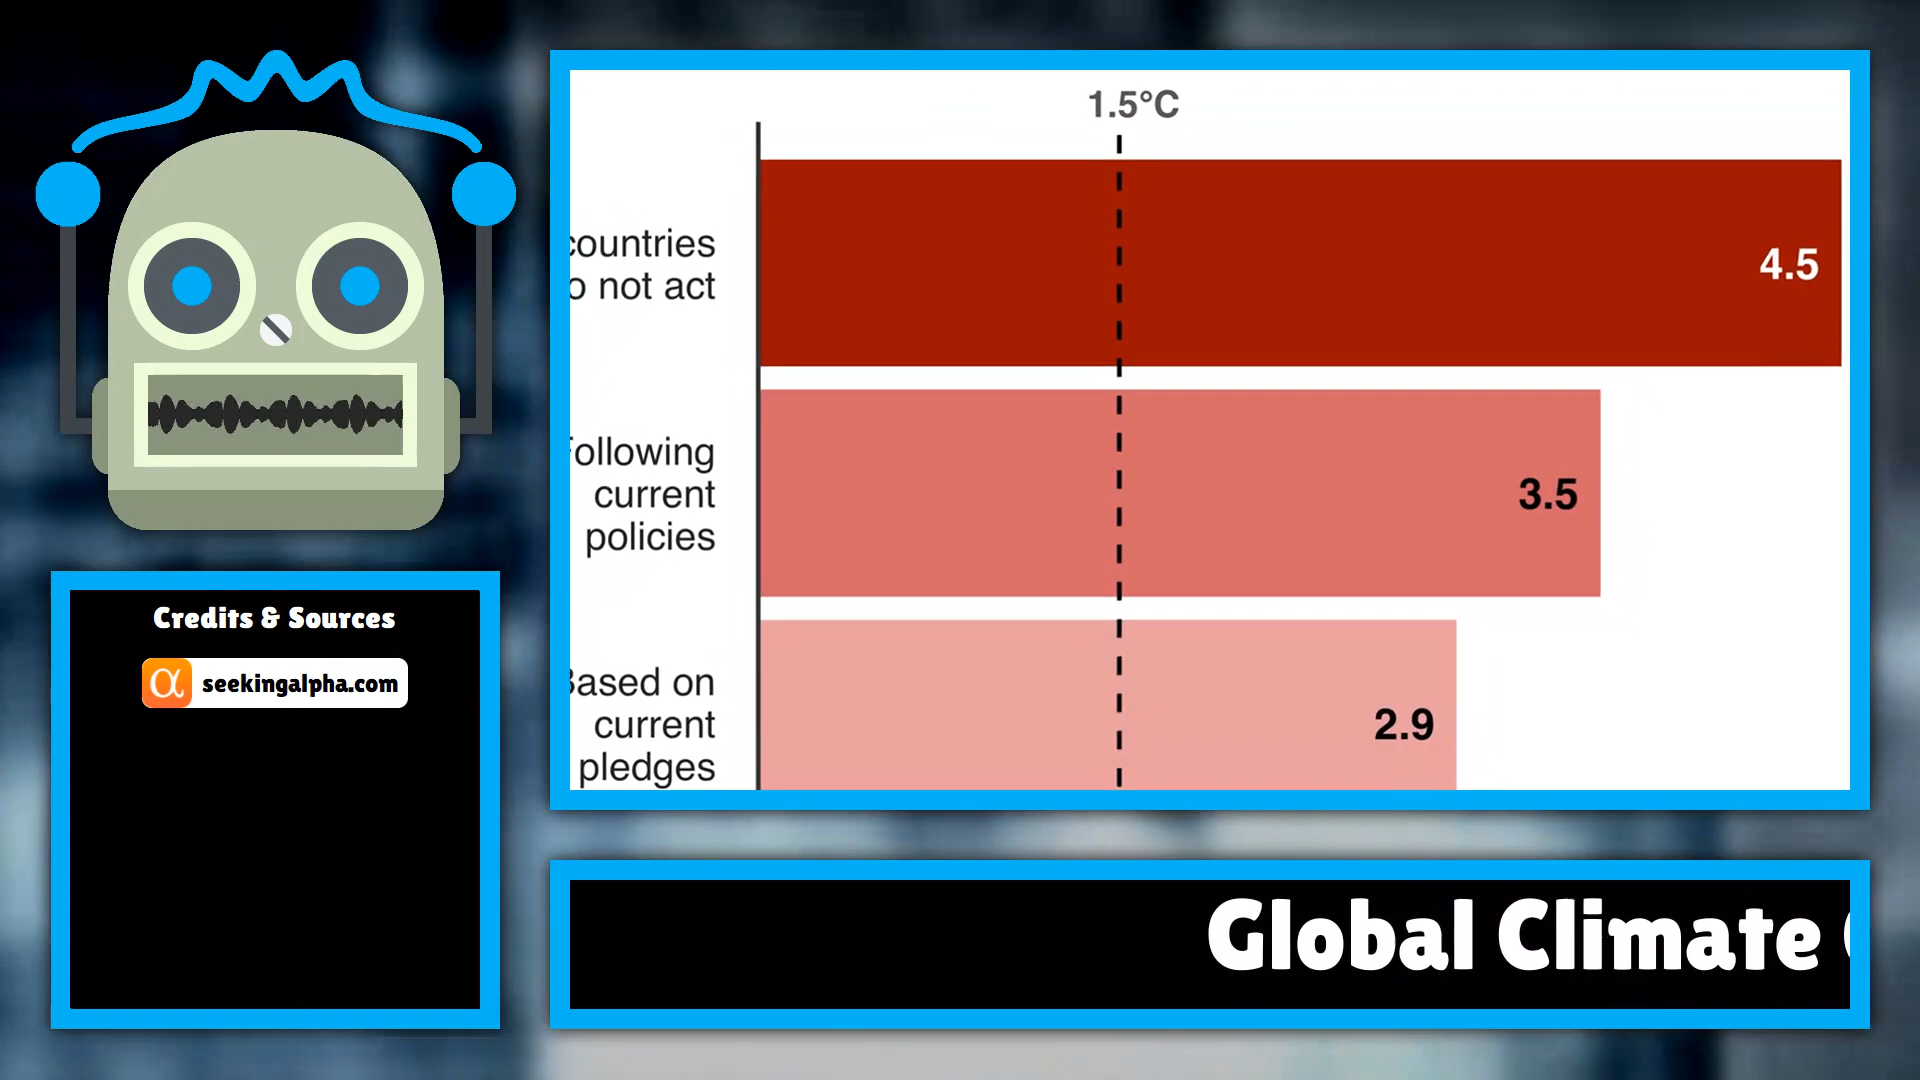 1.5°C
countries
o not act
4.5
ollowing
current
policies
3.5
Based on
current
pledges
2.9
Credits & Sources
seekingalpha.com
Global Climate